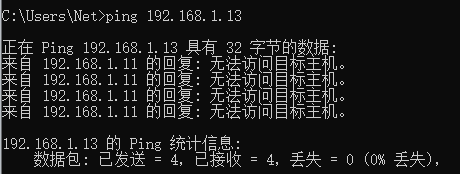 C:\Users\Net>ping 192.168.1.13
正在 Ping 192.168.1.13 具有 32 字节的数据:
来自 192.168.1.11 的回复: 无法访问目标主机。
来自 192.168.1.11 的回复: 无法访问目标主机。
来自 192.168.1.11 的回复: 无法访问目标主机。
来自 192.168.1.11 的回复: 无法访问目标主机。
192.168.1.13 的 Ping 统计信息:
数据包: 已发送 = 4, 已接收 = 4, 丢失 = 0 (0% 丢失),